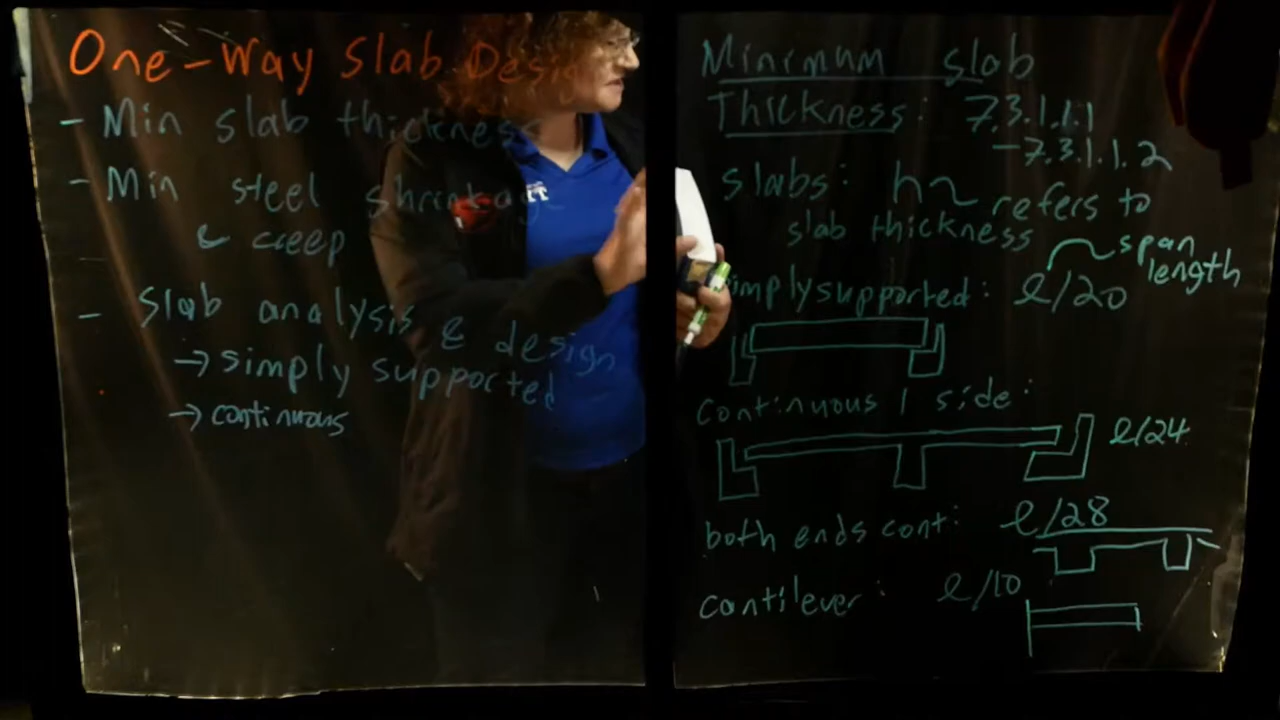 One-Way Slab Desig
- Min slab thickness
- Min steel shrinkage
& creep
- Slab analysis & design
→ simply supported
→ continuous
Minimum slab
Thickness: 7.3.1.1.1
-7.3.1.1.2
slabs: h ~ refers to
slab thickness
simply supported: l/20 ~ span length
Continuous 1 side:
l/24
both ends cont: l/28
cantilever: l/10